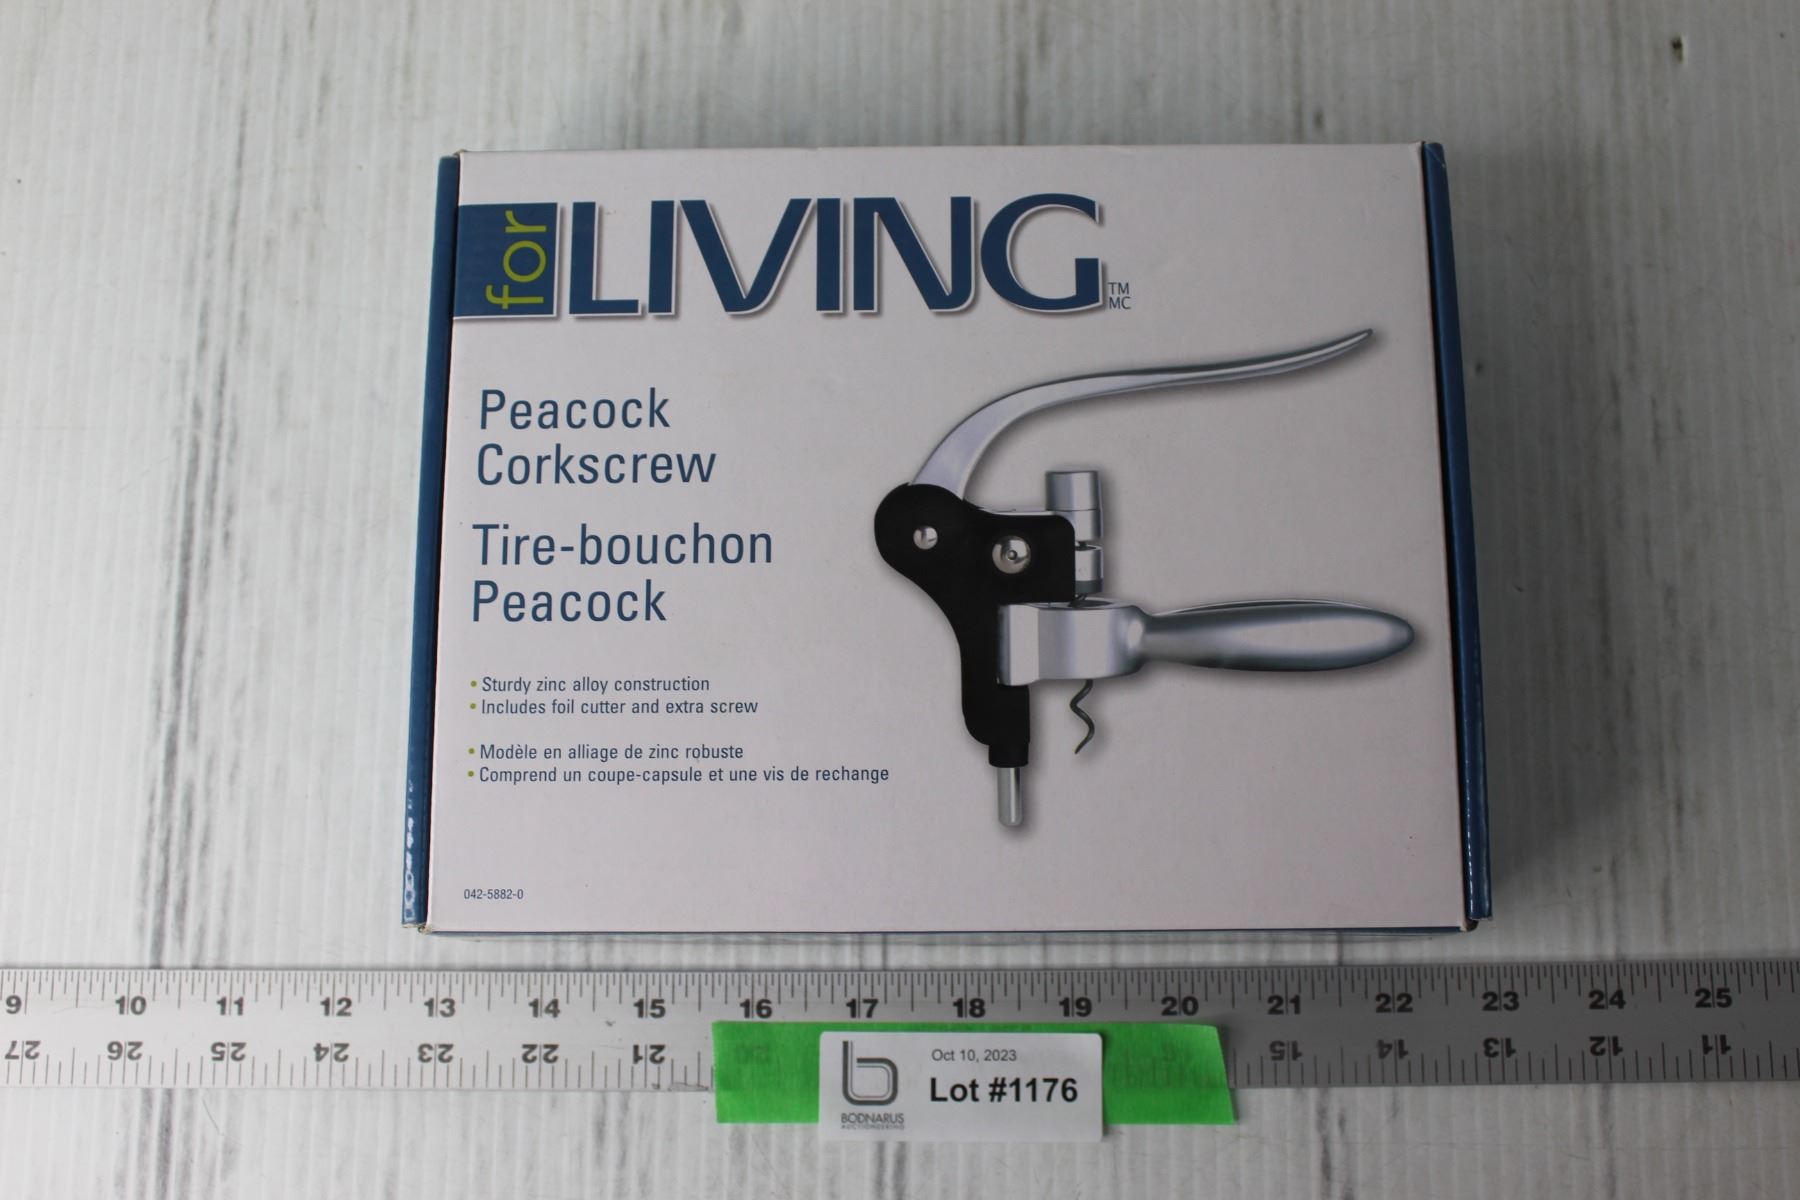 for LIVING TM MC
Peacock
Corkscrew
Tire-bouchon
Peacock
• Sturdy zinc alloy construction
• Includes foil cutter and extra screw
• Modèle en alliage de zinc robuste
• Comprend un coupe-capsule et une vis de rechange
042-5882-0
9 10 11 12 13 14 15 16 17 18 19 20 21 22 23 24 25
27 26 25 24 23 22 21 20 16 15 14 13 12 11
Oct 10, 2023
Lot #1176
b
BODNARUS
AUCTIONEERING